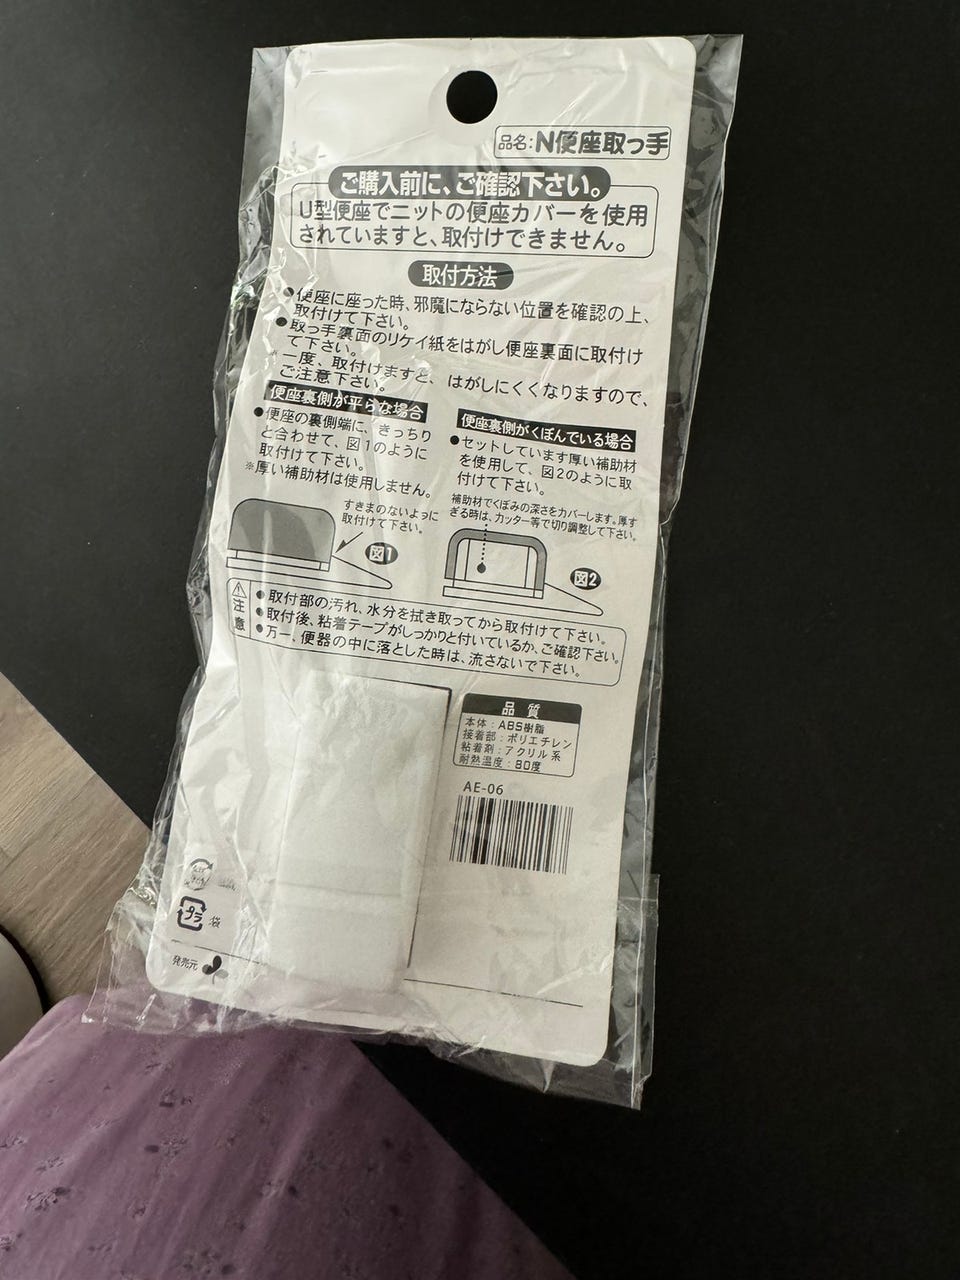 品名:N便座取っ手
ご購入前に、ご確認下さい。
U型便座でニットの便座カバーを使用
されていますと、取付けできません。
取付方法
●便座に座った時、邪魔にならない位置を確認の上、
取付けて下さい。
●取っ手裏面のリケイ紙をはがし便座裏面に取付け
て下さい。
*一度、取付けますと、はがしにくくなりますので、
ご注意下さい。
便座裏側が平らな場合
●便座の裏側端に、きっちり
と合わせて、図1のように
取付けて下さい。
※厚い補助材は使用しません。
すきまのないように
取付けて下さい。
図1
便座裏側がくぼんでいる場合
●セットしています厚い補助材
を使用して、図2のように取
付けて下さい。
補助材でくぼみの深さをカバーします。厚す
ぎる時は、カッター等で切り調整して下さい。
図2
注意
●取付部の汚れ、水分を拭き取ってから取付けて下さい。
●取付後、粘着テープがしっかりと付いているか、ご確認下さい。
●万一、便器の中に落とした時は、流さないで下さい。
品質
本体:ABS樹脂
接着部:ポリエチレン
粘着剤:アクリル系
耐熱温度:80度
AE-06
プラ
袋
発売元